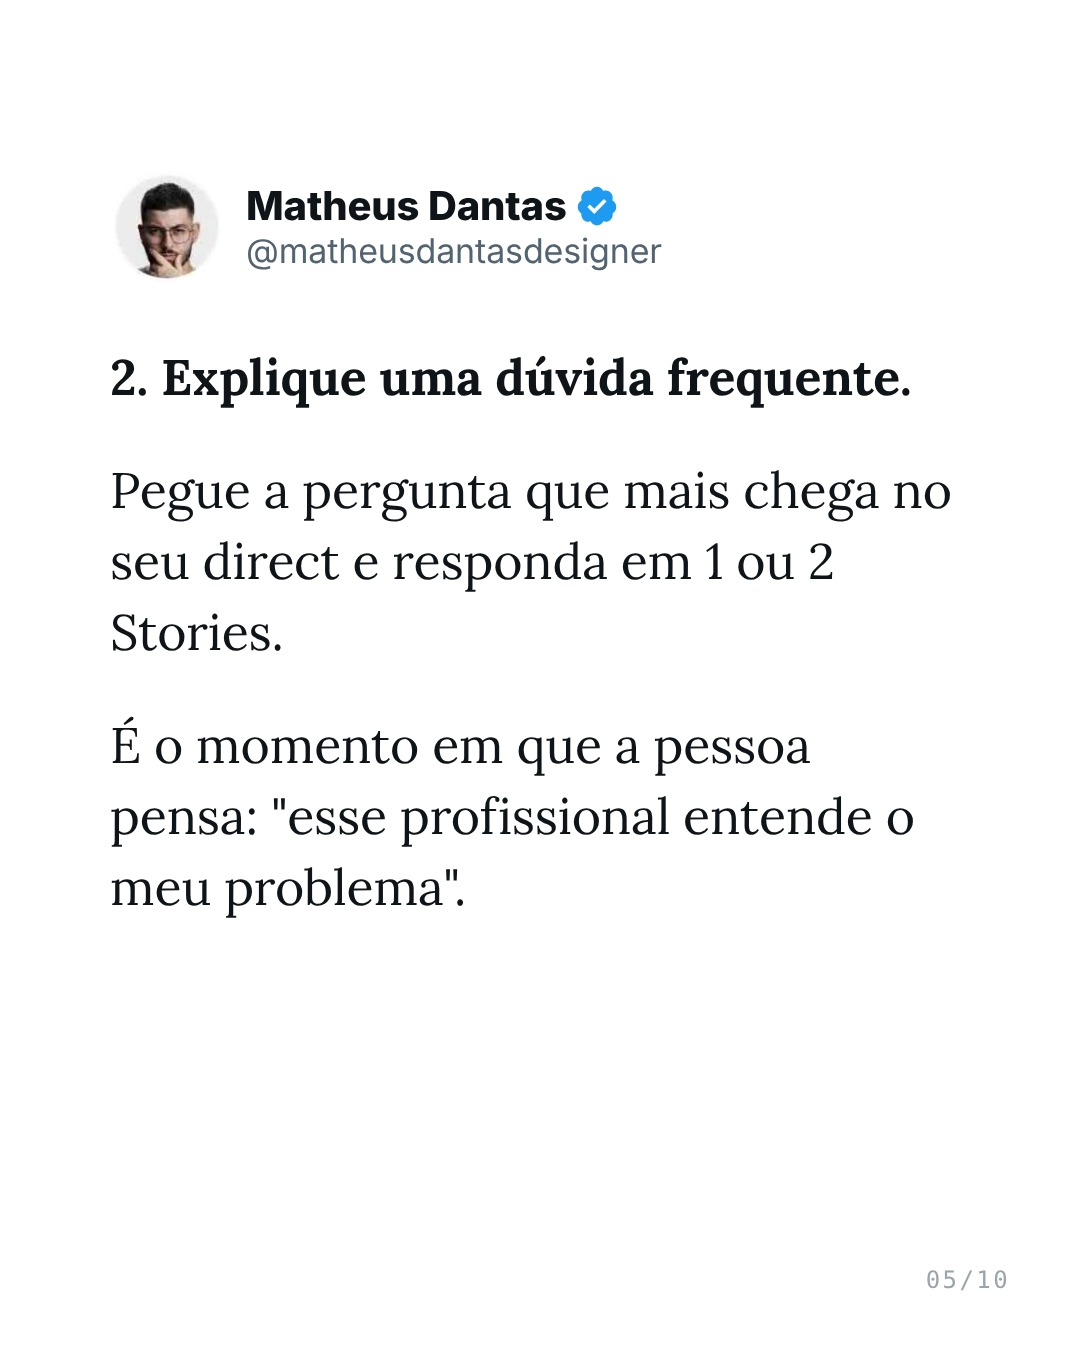 Matheus Dantas
@matheusdantasdesigner
2. Explique uma dúvida frequente.
Pegue a pergunta que mais chega no
seu direct e responda em 1 ou 2
Stories.
É o momento em que a pessoa
pensa: "esse profissional entende o
meu problema".
05/10